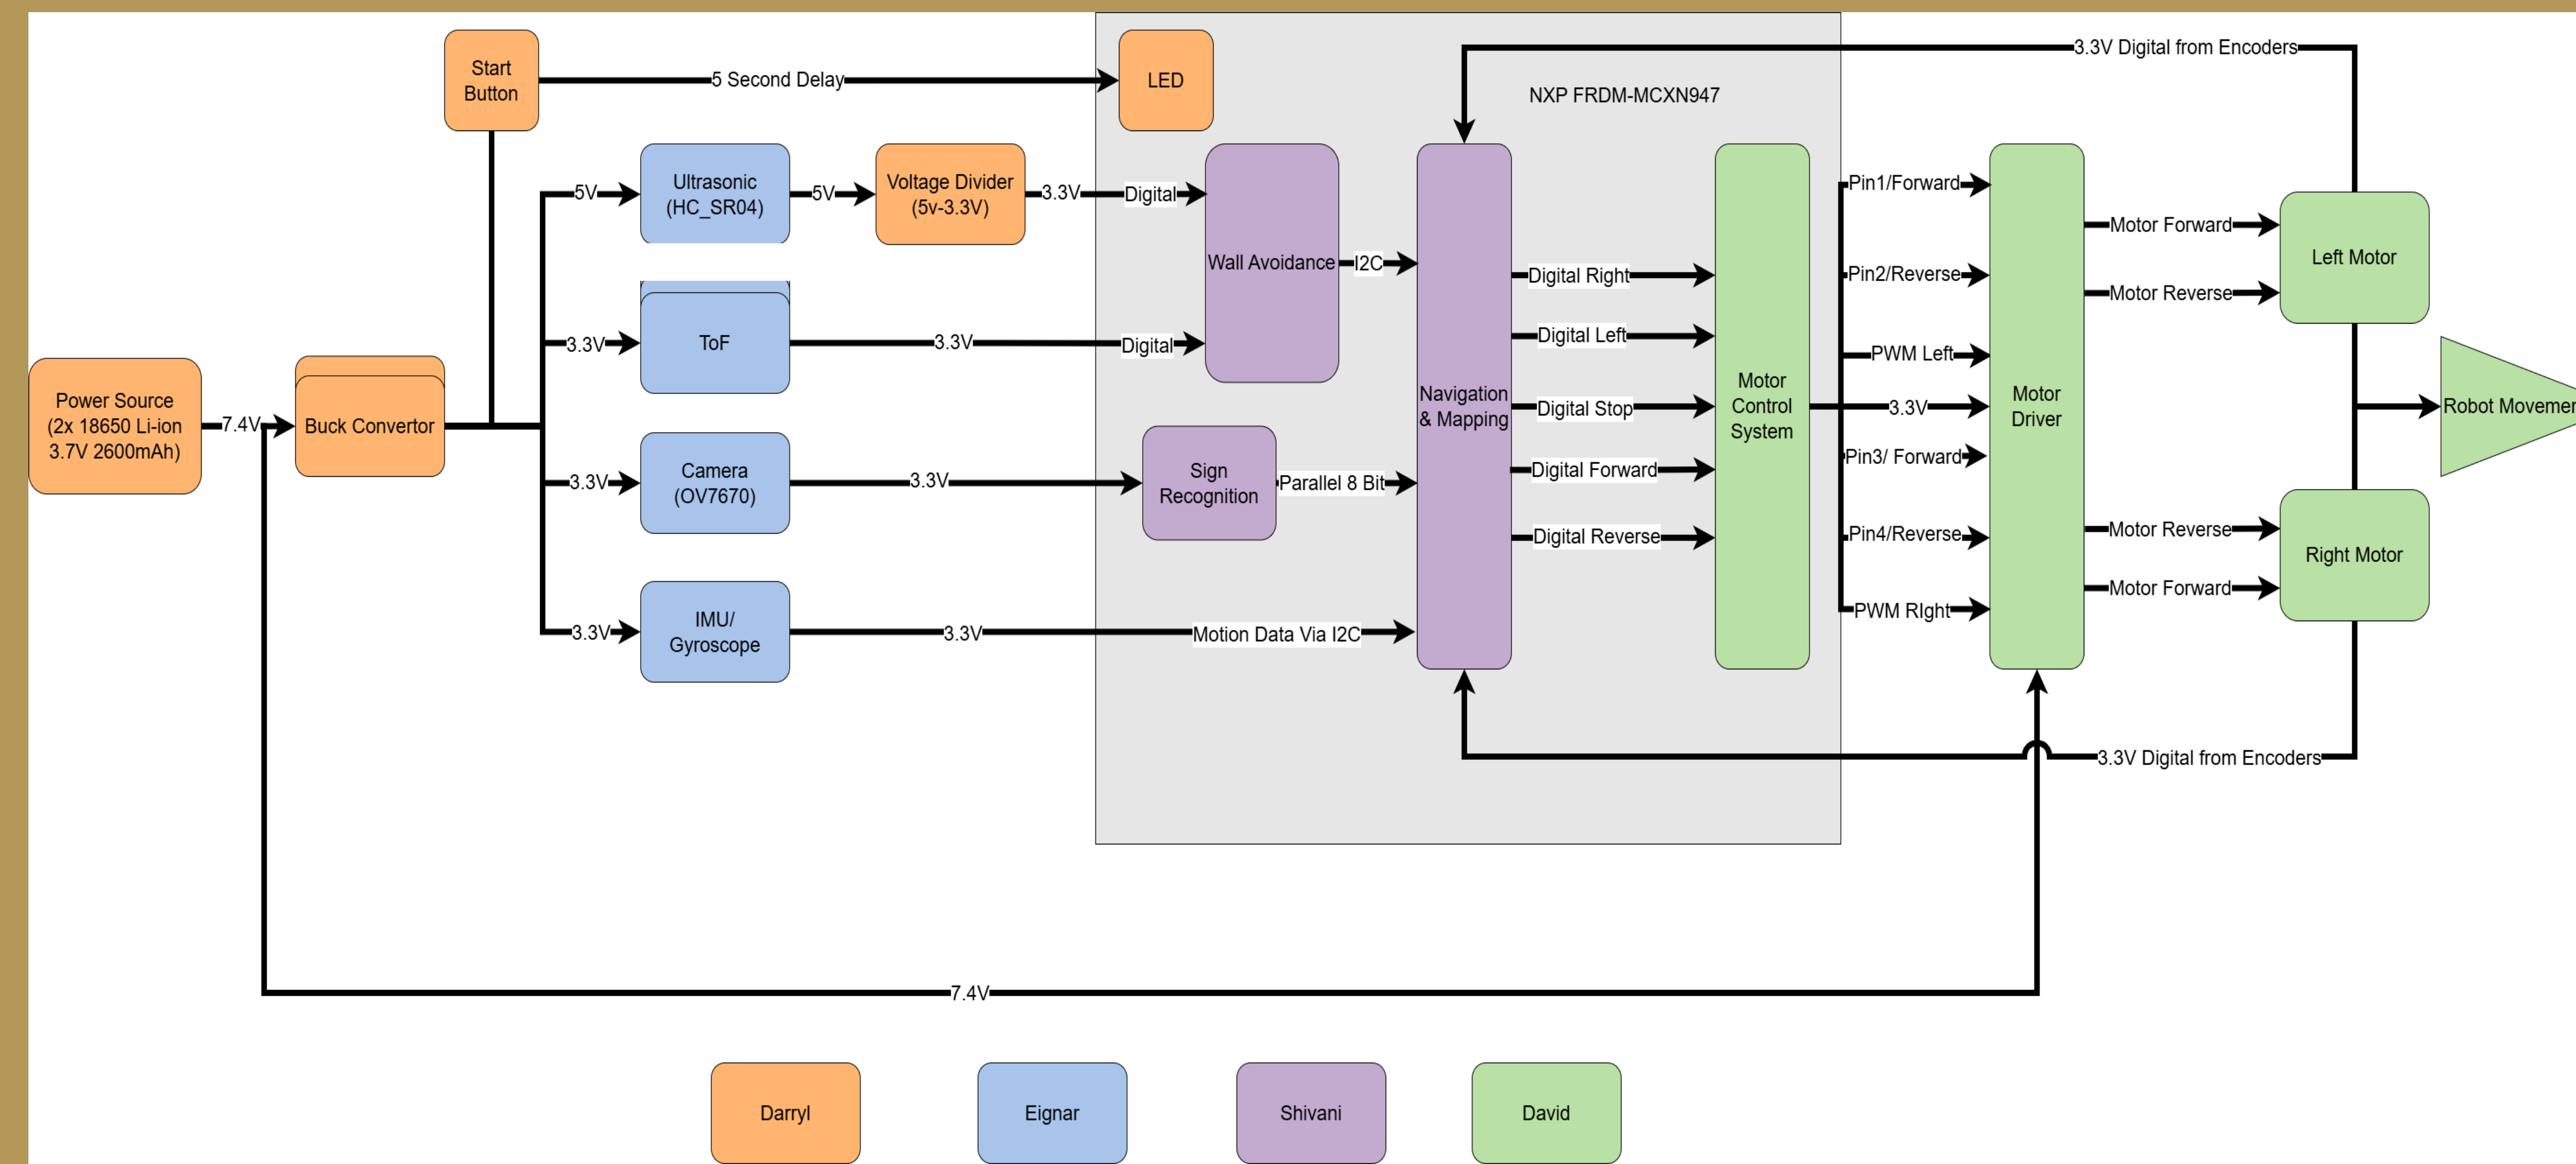 Start
Button
5 Second Delay
LED
3.3V Digital from Encoders
NXP FRDM-MCXN947
5V
Ultrasonic
(HC_SR04)
5V
Voltage Divider
(5v-3.3V)
3.3V
Digital
Wall Avoidance
I2C
3.3V
ToF
3.3V
Digital
Power Source
(2x 18650 Li-ion
3.7V 2600mAh)
7.4V
Buck Convertor
3.3V
Camera
(OV7670)
3.3V
Sign
Recognition
Parallel 8 Bit
3.3V
IMU/
Gyroscope
3.3V
Motion Data Via I2C
Navigation
& Mapping
Digital Right
Digital Left
Digital Stop
Digital Forward
Digital Reverse
Motor
Control
System
Pin1/Forward
Pin2/Reverse
PWM Left
3.3V
Pin3/ Forward
Pin4/Reverse
PWM RIght
Motor
Driver
Motor Forward
Motor Reverse
Left Motor
Motor Reverse
Motor Forward
Right Motor
Robot Movemen
3.3V Digital from Encoders
7.4V
Darryl
Eignar
Shivani
David